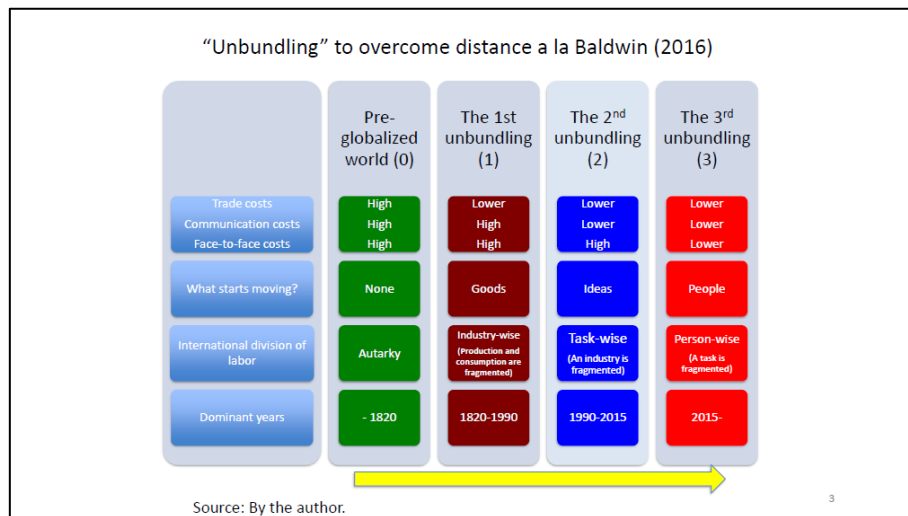 “Unbundling” to overcome distance a la Baldwin (2016)
Pre-
globalized
world (0)
The 1st
unbundling
(1)
The 2nd
unbundling
(2)
The 3rd
unbundling
(3)
Trade costs
Communication costs
Face-to-face costs
High
High
High
Lower
High
High
Lower
Lower
High
Lower
Lower
Lower
What starts moving?
None
Goods
Ideas
People
International division of
labor
Autarky
Industry-wise
(Production and
consumption are
fragmented)
Task-wise
(An industry is
fragmented)
Person-wise
(A task is
fragmented)
Dominant years
- 1820
1820-1990
1990-2015
2015-
Source: By the author.
3